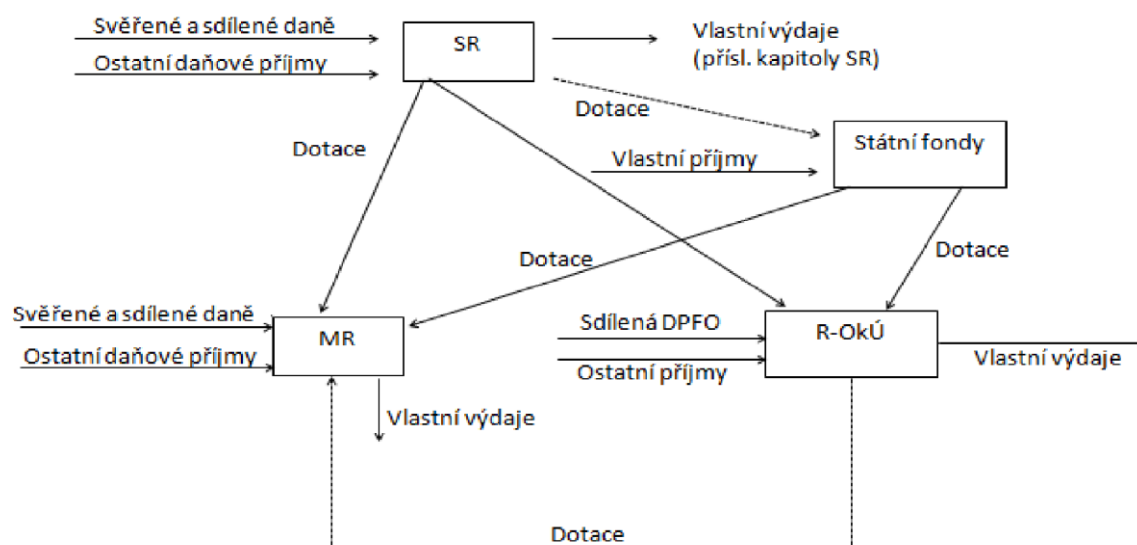 Svěřené a sdílené daně
SR
Vlastní výdaje
(přísl. kapitoly SR)
Ostatní daňové příjmy
Dotace
Dotace
Státní fondy
Vlastní příjmy
Dotace
Dotace
Svěřené a sdílené daně
MR
Sdílená DPFO
R-OkÚ
Ostatní daňové příjmy
Ostatní příjmy
Vlastní výdaje
Vlastní výdaje
Dotace